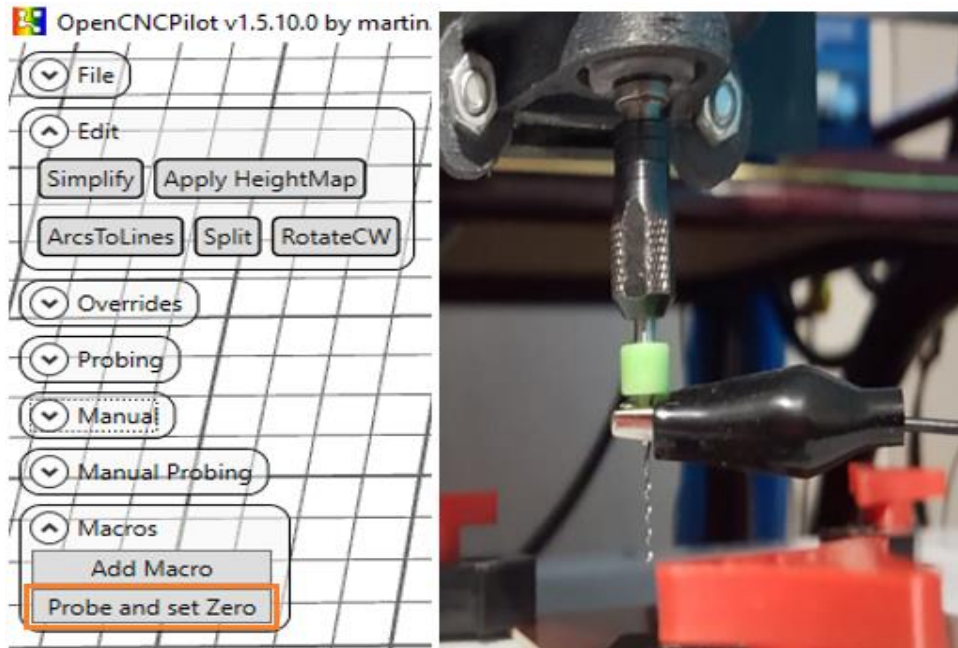 OpenCNCPilot v1.5.10.0 by martin
File
Edit
Simplify Apply HeightMap
ArcsToLines Split RotateCW
Overrides
Probing
Manual
Manual Probing
Macros
Add Macro
Probe and set Zero